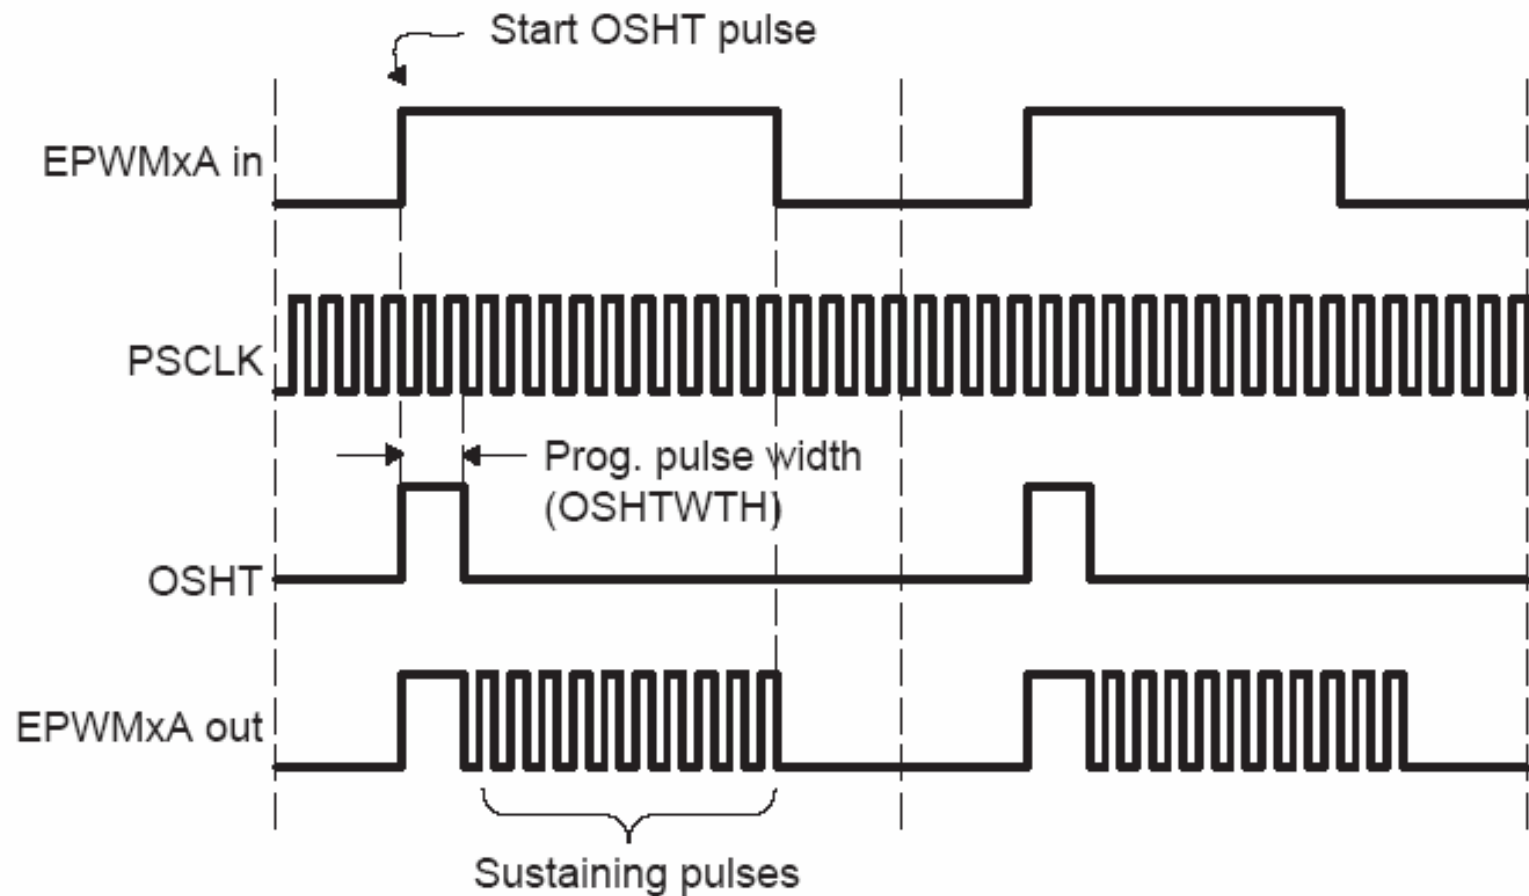 Start OSHT pulse
EPWMxA in
PSCLK
Prog. pulse width
(OSHTWTH)
OSHT
EPWMxA out
Sustaining pulses